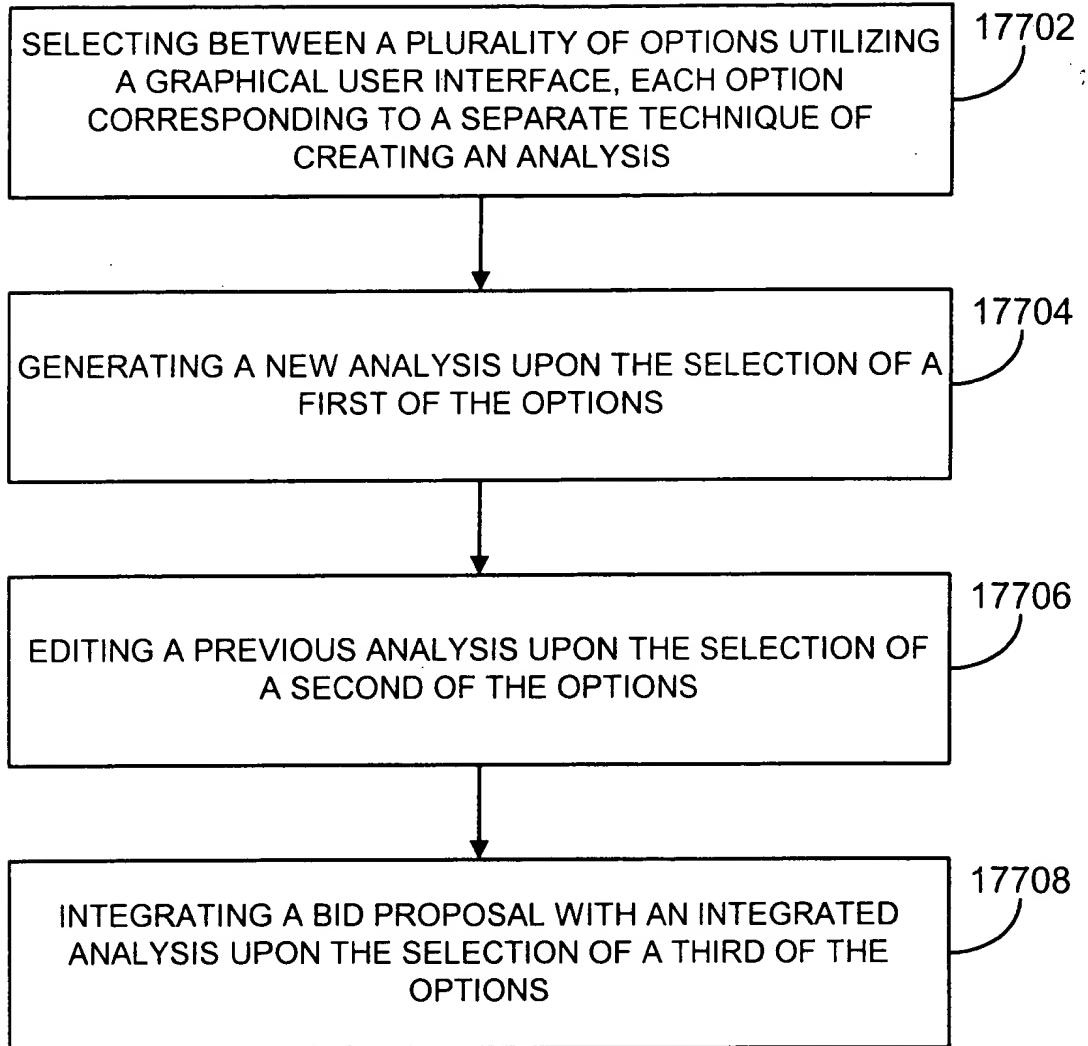 SELECTING BETWEEN A PLURALITY OF OPTIONS UTILIZING
A GRAPHICAL USER INTERFACE, EACH OPTION
CORRESPONDING TO A SEPARATE TECHNIQUE OF
CREATING AN ANALYSIS
17702
GENERATING A NEW ANALYSIS UPON THE SELECTION OF A
FIRST OF THE OPTIONS
17704
EDITING A PREVIOUS ANALYSIS UPON THE SELECTION OF
A SECOND OF THE OPTIONS
17706
INTEGRATING A BID PROPOSAL WITH AN INTEGRATED
ANALYSIS UPON THE SELECTION OF A THIRD OF THE
OPTIONS
17708